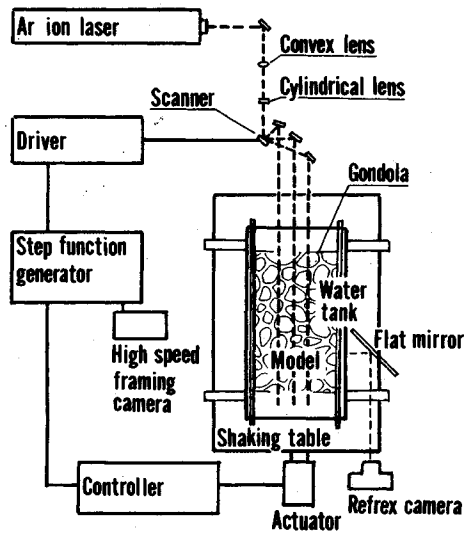 Ar ion laser
Convex lens
Cylindrical lens
Scanner
Driver
Gondola
Step function
generator
Water
tank
Flat mirror
High speed
framing
camera
Model
Shaking table
Controller
Actuator
Refrex camera